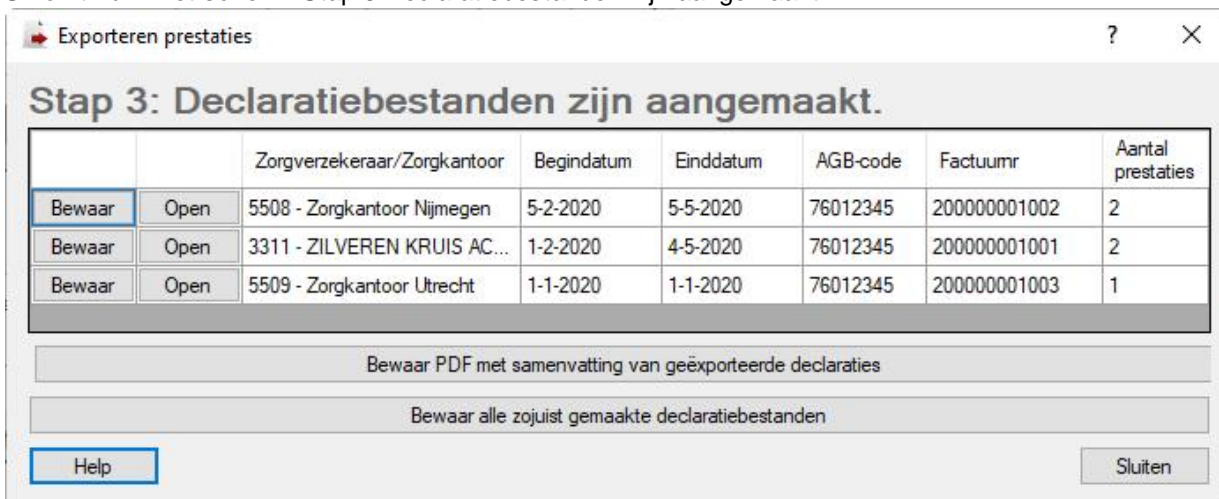 Exporteren prestaties ? ×
Stap 3: Declaratiebestanden zijn aangemaakt.
Zorgverzekeraar/Zorgkantoor Begindatum Einddatum AGB-code Factuurnr Aantal prestaties
Bewaar Open 5508 - Zorgkantoor Nijmegen 5-2-2020 5-5-2020 76012345 200000001002 2
Bewaar Open 3311 - ZILVEREN KRUIS AC... 1-2-2020 4-5-2020 76012345 200000001001 2
Bewaar Open 5509 - Zorgkantoor Utrecht 1-1-2020 1-1-2020 76012345 200000001003 1
Bewaar PDF met samenvatting van geëxporteerde declaraties
Bewaar alle zojuist gemaakte declaratiebestanden
Help Sluiten